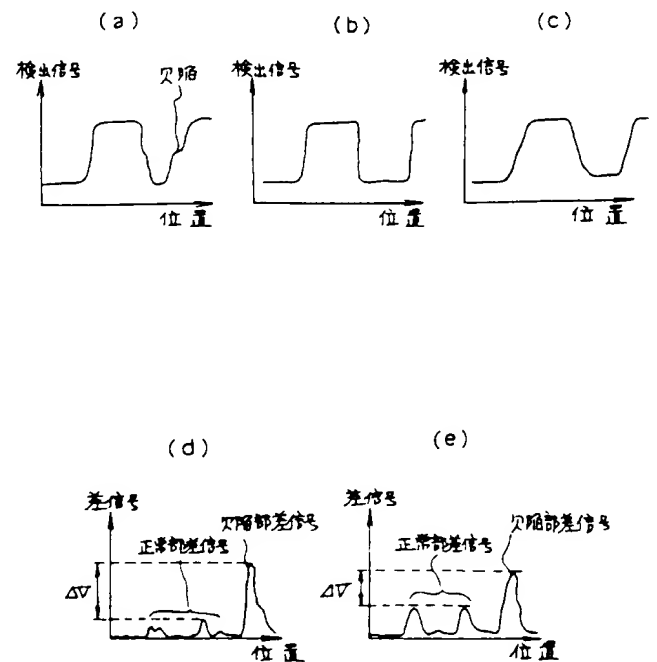 (a)
(b)
(c)
検出信号
欠陥
検出信号
検出信号
位置
位置
位置
(d)
(e)
差信号
欠陥部差信号
正常部差信号
ΔV
位置
差信号
欠陥部差信号
正常部差信号
ΔV
位置